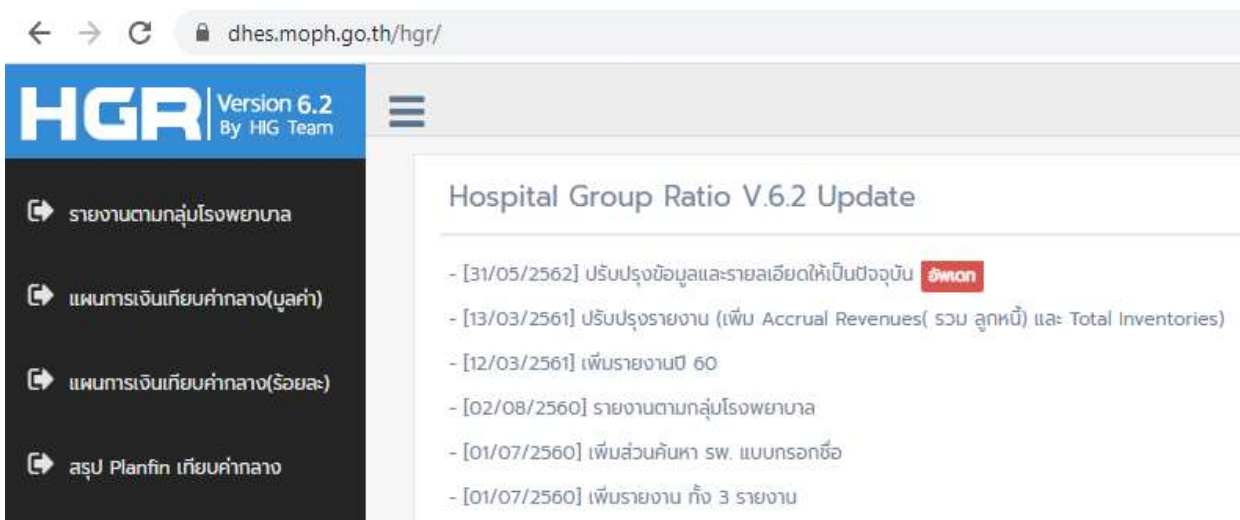 dhes.moph.go.th/hgr/
HGR Version 6.2
By HIG Team
รายงานตามกลุ่มโรงพยาบาล
แผนการเงินเทียบค่ากลาง(มูลค่า)
แผนการเงินเทียบค่ากลาง(ร้อยละ)
สรุป Planfin เทียบค่ากลาง
Hospital Group Ratio V.6.2 Update
- [31/05/2562] ปรับปรุงข้อมูลและรายลเอียดให้เป็นปัจจุบัน อัพเดท
- [13/03/2561] ปรับปรุงรายงาน (เพิ่ม Accrual Revenues( รวม ลูกหนี้) และ Total Inventories)
- [12/03/2561] เพิ่มรายงานปี 60
- [02/08/2560] รายงานตามกลุ่มโรงพยาบาล
- [01/07/2560] เพิ่มส่วนค้นหา รพ. แบบกรอกชื่อ
- [01/07/2560] เพิ่มรายงาน ทั้ง 3 รายงาน